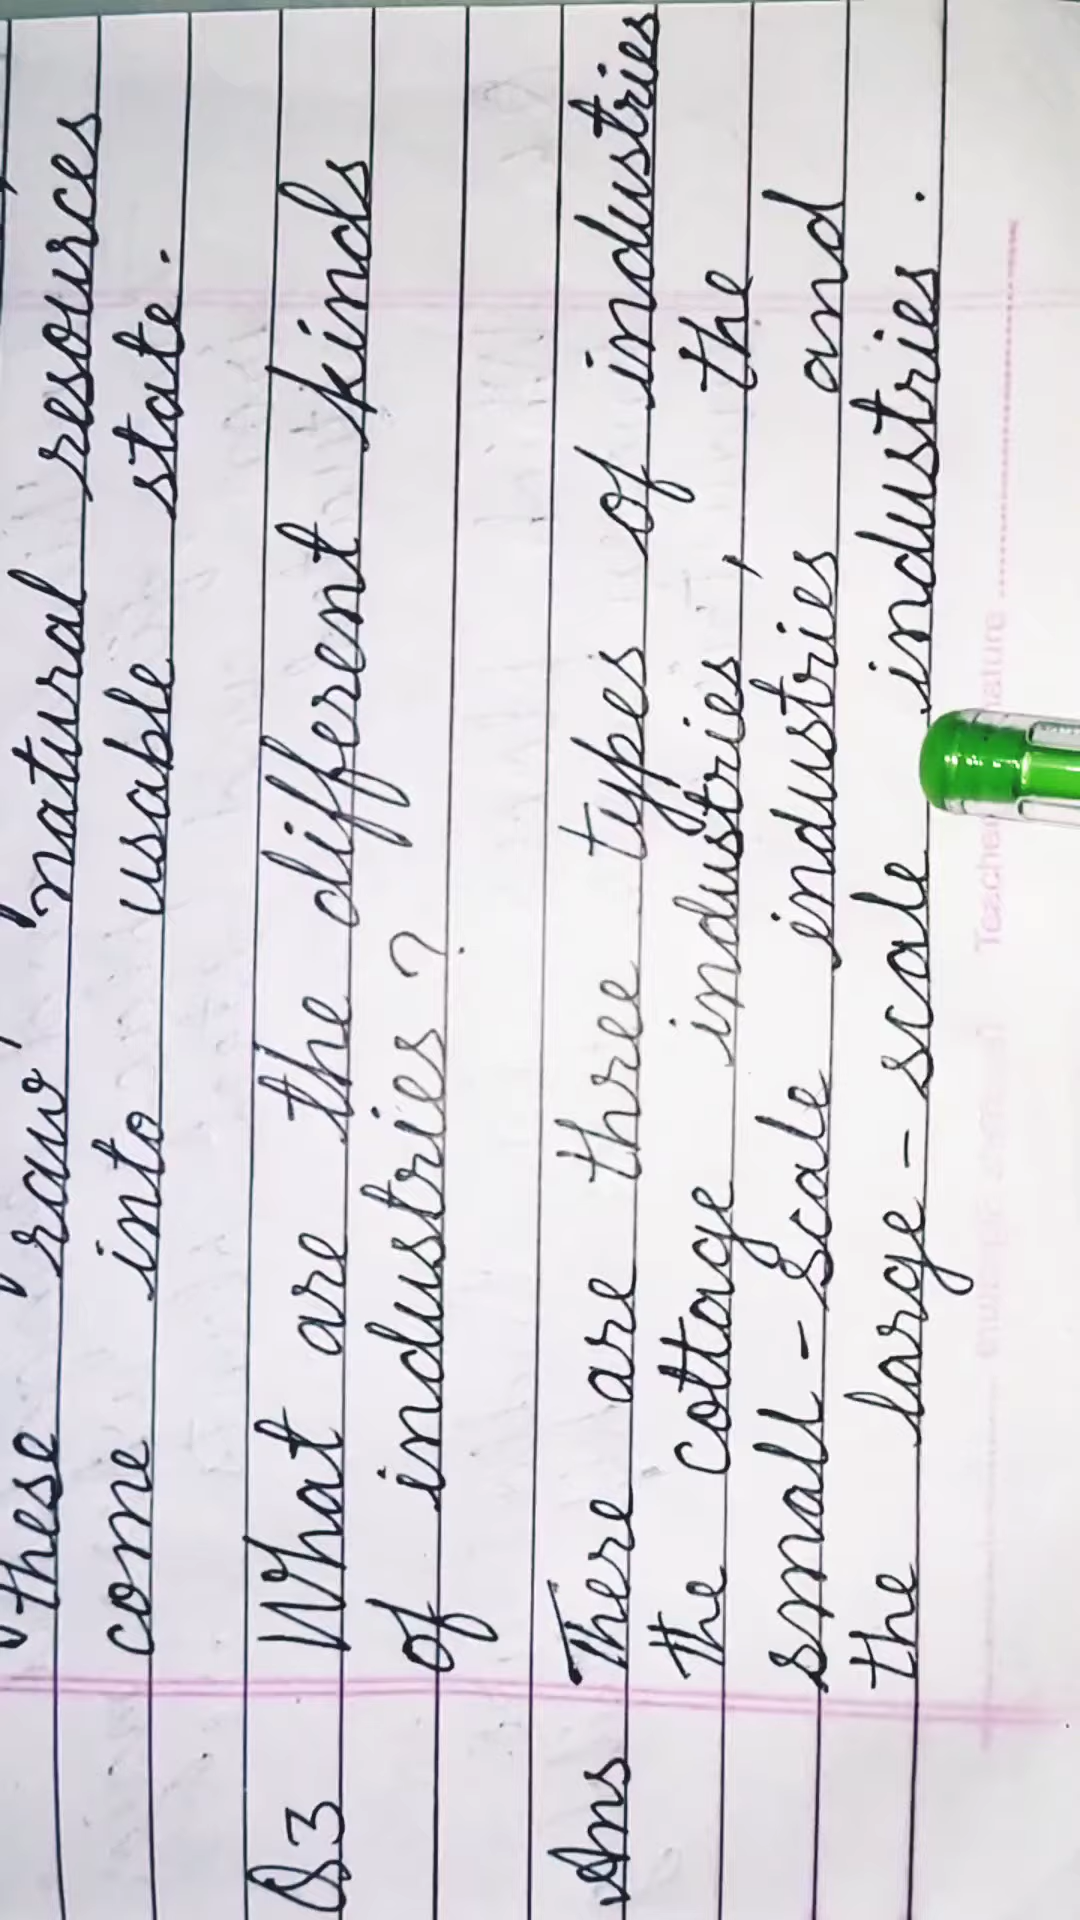 these raw natural resources
come into usable state.
Q3 What are the different kinds
of industries?
Ans There are three types of industries
the cottage industries, the
small-scale industries and
the large-scale industries.
Teacher